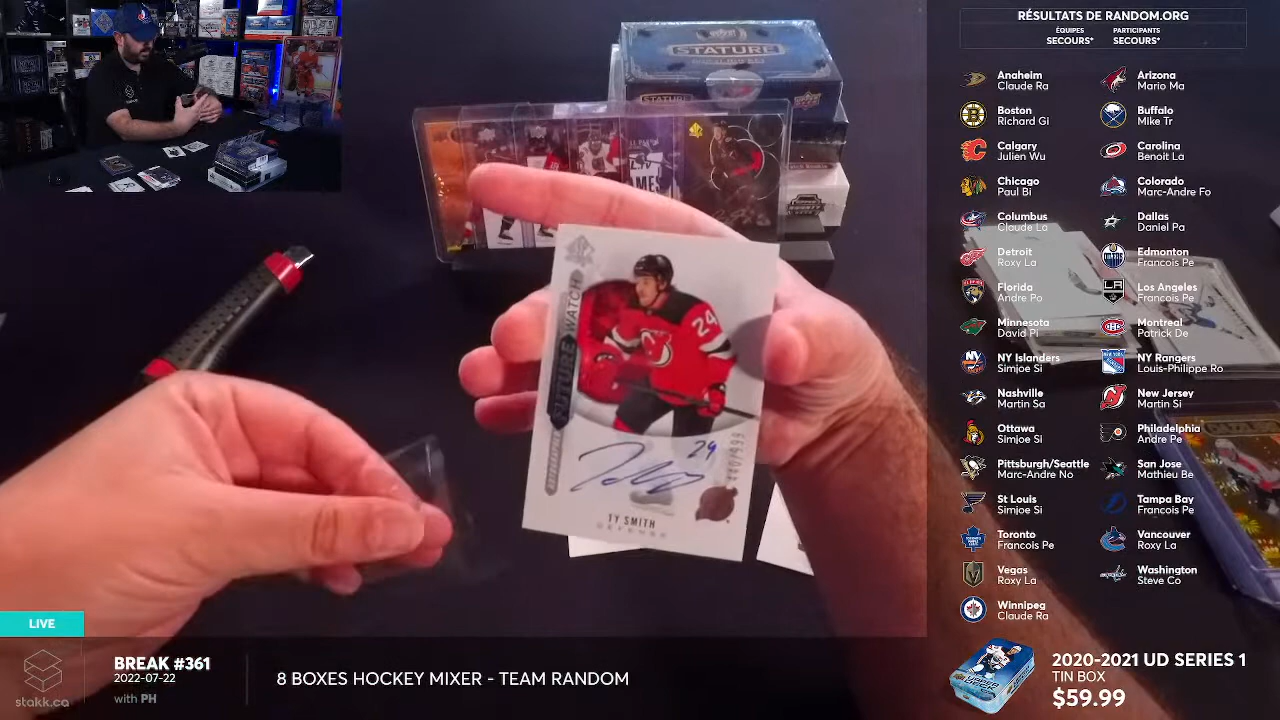 RÉSULTATS DE RANDOM.ORG
ÉQUIPES PARTICIPANTS
SECOURS* SECOURS*
Anaheim
Claude Ra
Arizona
Mario Ma
Boston
Richard Gi
Buffalo
Mike Tr
Calgary
Julien Wu
Carolina
Benoit La
Chicago
Paul Bi
Colorado
Marc-Andre Fo
Columbus
Claude La
Dallas
Daniel Pa
Detroit
Roxy La
Edmonton
Francois Pe
Florida
Andre Po
Los Angeles
Francois Pe
Minnesota
David Pi
Montreal
Patrick De
NY Islanders
Simjoe Si
NY Rangers
Louis-Philippe Ro
Nashville
Martin Sa
New Jersey
Martin Si
Ottawa
Simjoe Si
Philadelphia
Andre Pe
Pittsburgh/Seattle
Marc-Andre No
San Jose
Mathieu Be
St Louis
Simjoe Si
Tampa Bay
Francois Pe
Toronto
Francois Pe
Vancouver
Roxy La
Vegas
Roxy La
Washington
Steve Co
Winnipeg
Claude Ra
STATURE
STATURE
AUTOGRAPHED FUTURE WATCH
24
24
TY SMITH
DEFENSE
LIVE
stakk.ca
BREAK #361
2022-07-22
with PH
8 BOXES HOCKEY MIXER - TEAM RANDOM
2020-2021 UD SERIES 1
TIN BOX
$59.99